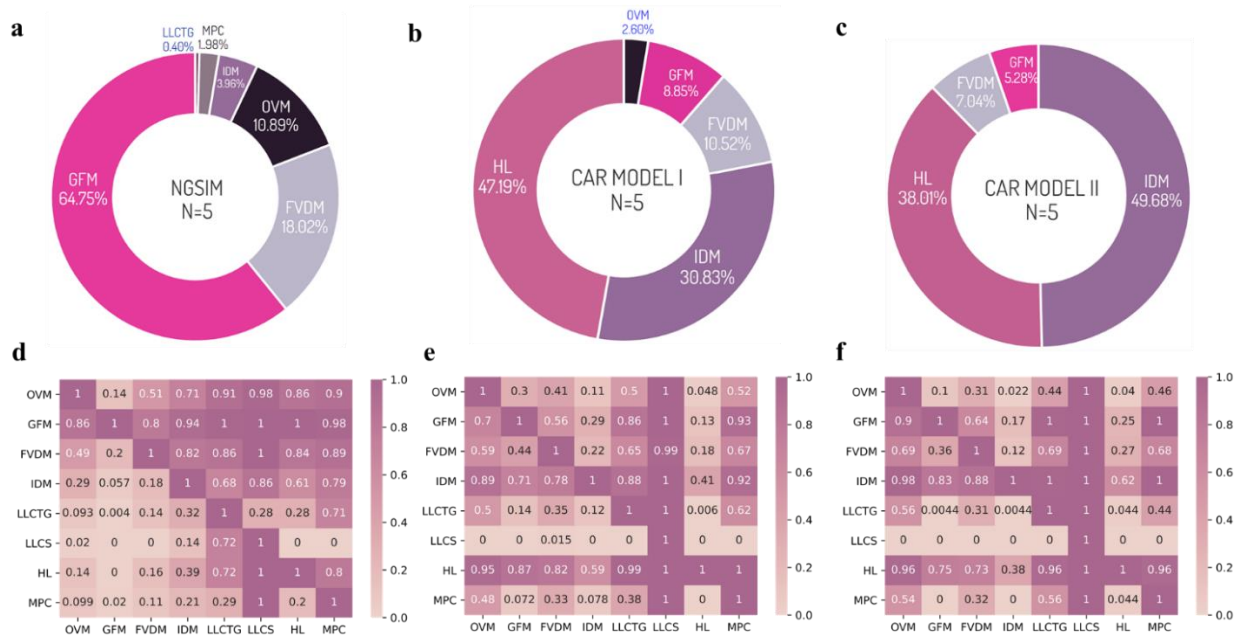 a
LLCTG
0.40%
MPC
1.98%
IDM
3.96%
OVM
10.89%
FVDM
18.02%
GFM
64.75%
NGSIM
N=5
b
OVM
2.60%
GFM
8.85%
FVDM
10.52%
IDM
30.83%
HL
47.19%
CAR MODEL I
N=5
c
GFM
5.28%
FVDM
7.04%
HL
38.01%
IDM
49.68%
CAR MODEL II
N=5
d
OVM 1 0.14 0.51 0.71 0.91 0.98 0.86 0.9
GFM 0.86 1 0.8 0.94 1 1 1 0.98
FVDM 0.49 0.2 1 0.82 0.86 1 0.84 0.89
IDM 0.29 0.057 0.18 1 0.68 0.86 0.61 0.79
LLCTG 0.093 0.004 0.14 0.32 1 0.28 0.28 0.71
LLCS 0.02 0 0 0.14 0.72 1 0 0
HL 0.14 0 0.16 0.39 0.72 1 1 0.8
MPC 0.099 0.02 0.11 0.21 0.29 1 0.2 1
OVM GFM FVDM IDM LLCTG LLCS HL MPC
1.0
0.8
0.6
0.4
0.2
0.0
e
OVM 1 0.3 0.41 0.11 0.5 1 0.048 0.52
GFM 0.7 1 0.56 0.29 0.86 1 0.13 0.93
FVDM 0.59 0.44 1 0.22 0.65 0.99 0.18 0.67
IDM 0.89 0.71 0.78 1 0.88 1 0.41 0.92
LLCTG 0.5 0.14 0.35 0.12 1 1 0.006 0.62
LLCS 0 0 0.015 0 0 1 0 0
HL 0.95 0.87 0.82 0.59 0.99 1 1 1
MPC 0.48 0.072 0.33 0.078 0.38 1 0 1
OVM GFM FVDM IDM LLCTG LLCS HL MPC
1.0
0.8
0.6
0.4
0.2
0.0
f
OVM 1 0.1 0.31 0.022 0.44 1 0.04 0.46
GFM 0.9 1 0.64 0.17 1 1 0.25 1
FVDM 0.69 0.36 1 0.12 0.69 1 0.27 0.68
IDM 0.98 0.83 0.88 1 1 1 0.62 1
LLCTG 0.56 0.0044 0.31 0.0044 1 1 0.044 0.44
LLCS 0 0 0 0 0 1 0 0
HL 0.96 0.75 0.73 0.38 0.96 1 1 0.96
MPC 0.54 0 0.32 0 0.56 1 0.044 1
OVM GFM FVDM IDM LLCTG LLCS HL MPC
1.0
0.8
0.6
0.4
0.2
0.0